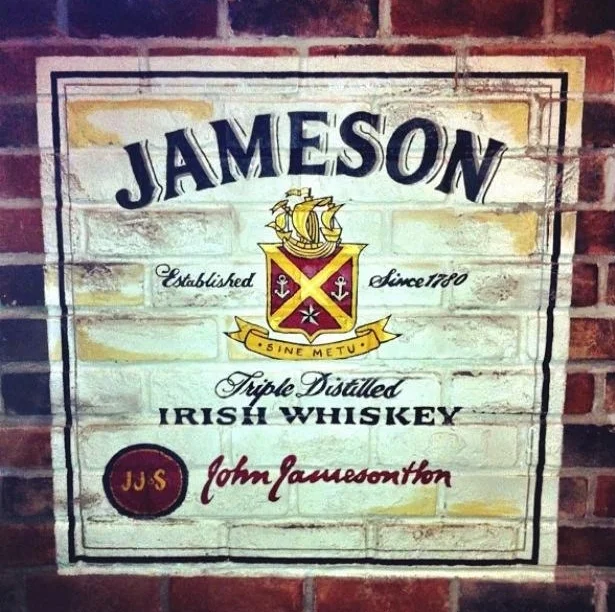 JAMESON
Established Since 1780
SINE METU
Triple Distilled
IRISH WHISKEY
JJ&S John Jameson & Son